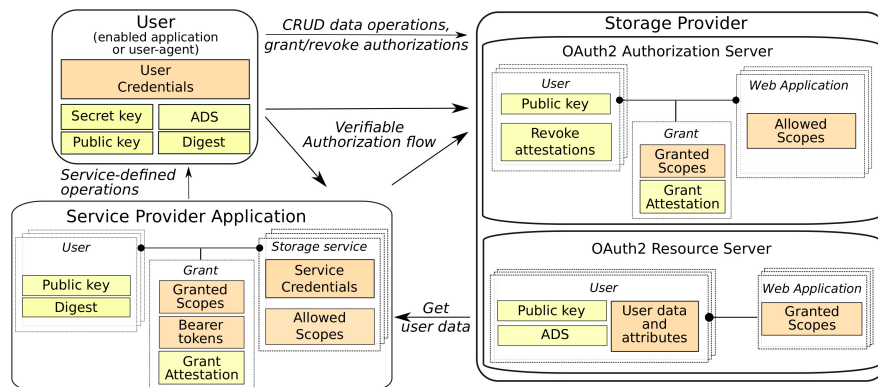 User
(enabled application
or user-agent)
User
Credentials
Secret key
ADS
Public key
Digest
CRUD data operations,
grant/revoke authorizations
Verifiable
Authorization flow
Service-defined
operations
Storage Provider
OAuth2 Authorization Server
User
Public key
Revoke
attestations
Grant
Granted
Scopes
Grant
Attestation
Web Application
Allowed
Scopes
OAuth2 Resource Server
User
Public key
ADS
User data
and
attributes
Web Application
Granted
Scopes
Get
user data
Service Provider Application
User
Public key
Digest
Grant
Granted
Scopes
Bearer
tokens
Grant
Attestation
Storage service
Service
Credentials
Allowed
Scopes